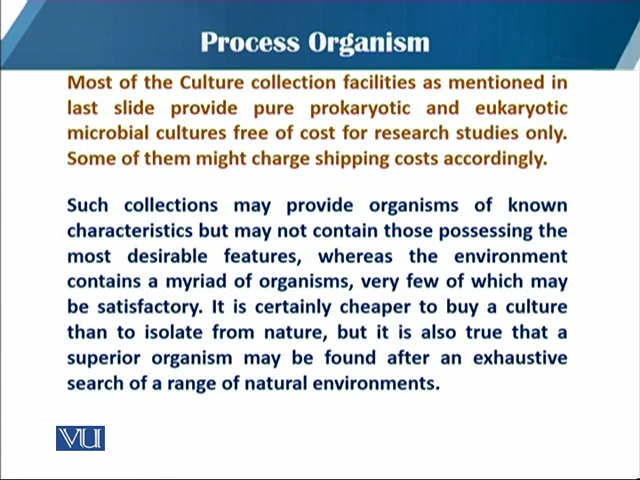 Process Organism
Most of the Culture collection facilities as mentioned in
last slide provide pure prokaryotic and eukaryotic
microbial cultures free of cost for research studies only.
Some of them might charge shipping costs accordingly.
Such collections may provide organisms of known
characteristics but may not contain those possessing the
most desirable features, whereas the environment
contains a myriad of organisms, very few of which may
be satisfactory. It is certainly cheaper to buy a culture
than to isolate from nature, but it is also true that a
superior organism may be found after an exhaustive
search of a range of natural environments.
VU